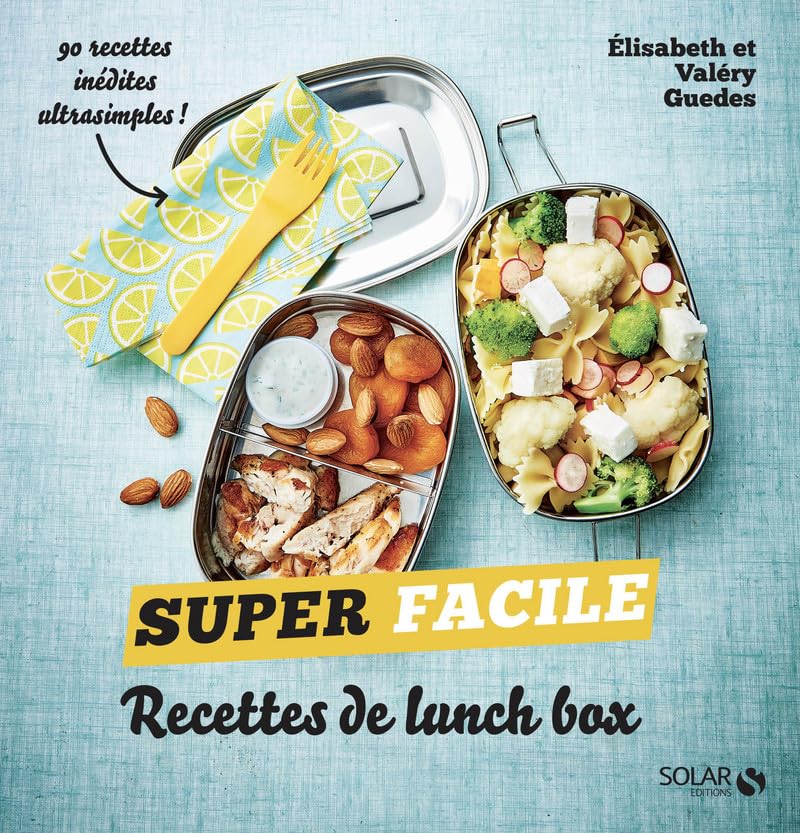 90 recettes
inédites
ultrasimples !
Élisabeth et
Valéry
Guedes
SUPER FACILE
Recettes de lunch box
SOLAR
EDITIONS